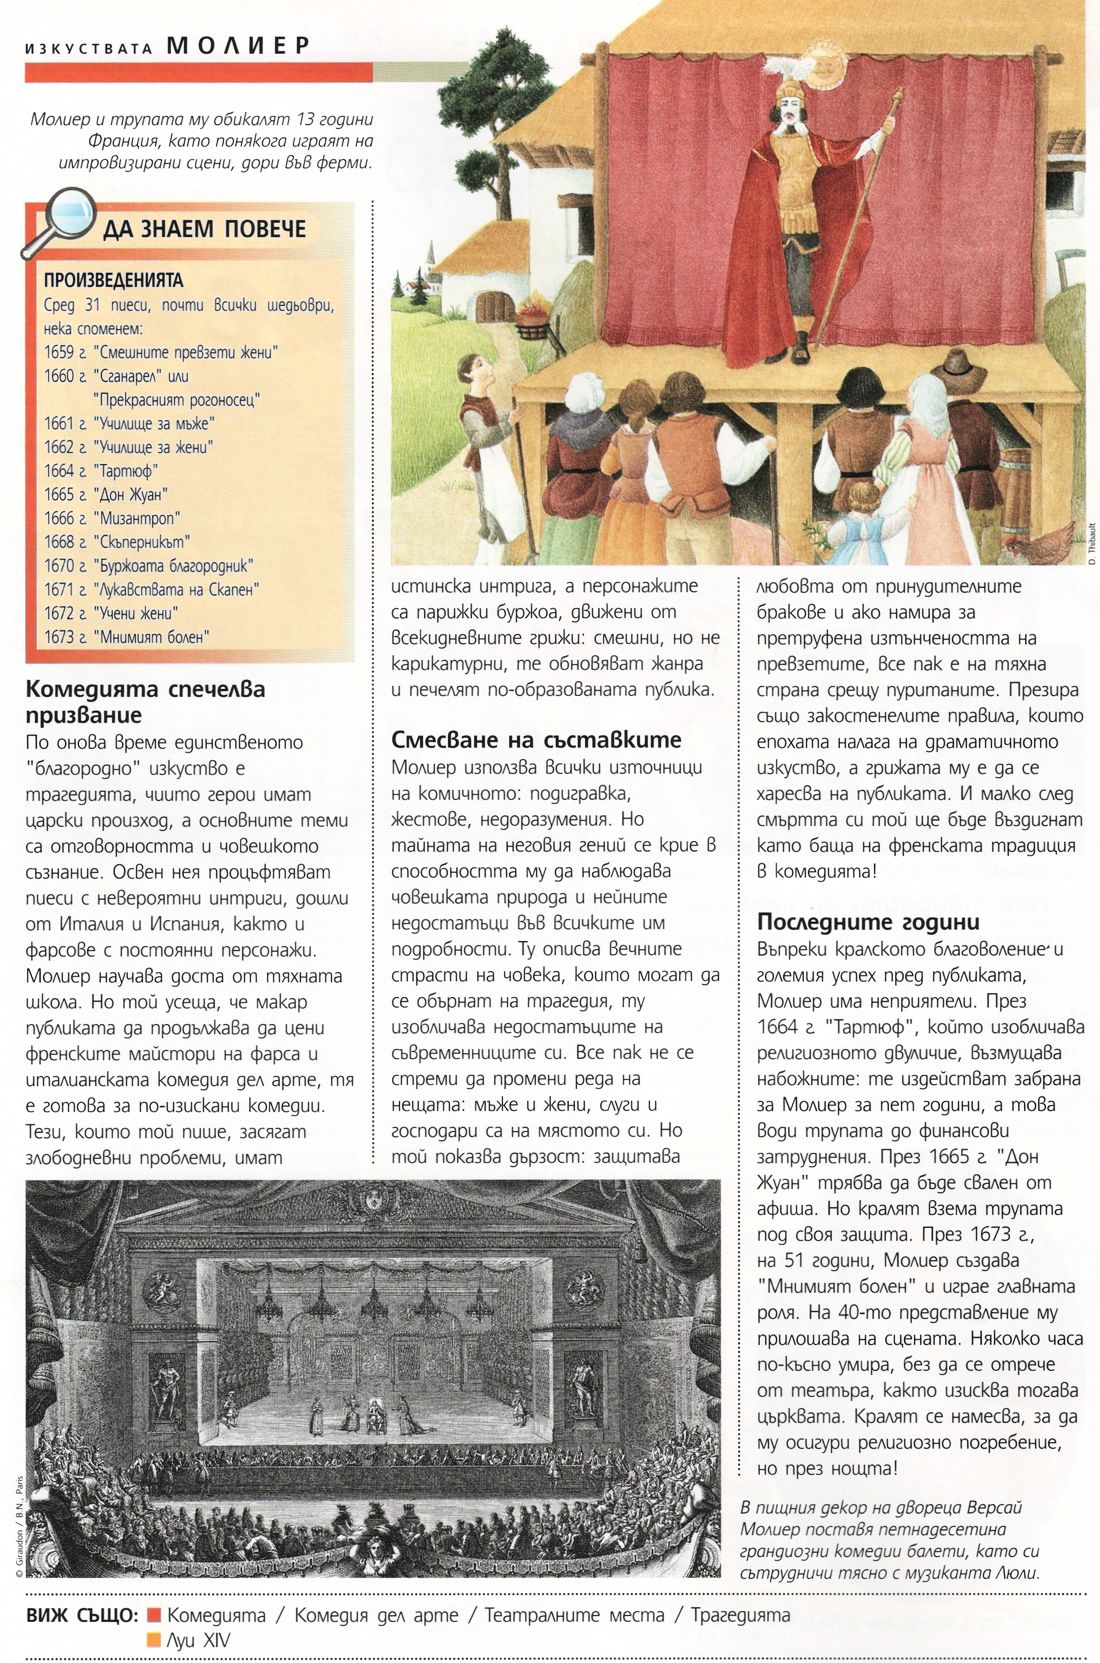 ИЗКУСТВАТА МОЛИЕР
Молиер и трупата му обикалят 13 години
Франция, като понякога играят на
импровизирани сцени, дори във ферми.
ДА ЗНАЕМ ПОВЕЧЕ
ПРОИЗВЕДЕНИЯТА
Сред 31 пиеси, почти всички шедьоври,
нека споменем:
1659 г. "Смешните превзети жени"
1660 г. "Сганарел" или
"Прекрасният рогоносец"
1661 г. "Училище за мъже"
1662 г. "Училище за жени"
1664 г. "Тартюф"
1665 г. "Дон Жуан"
1666 г. "Мизантроп"
1668 г. "Скъперникът"
1670 г. "Буржоата благородник"
1671 г. "Лукавствата на Скапен"
1672 г. "Учени жени"
1673 г. "Мнимият болен"
D. Thibault
Комедията спечелва
призвание
По онова време единственото
"благородно" изкуство е
трагедията, чиито герои имат
царски произход, а основните теми
са отговорността и човешкото
съзнание. Освен нея процъфтяват
пиеси с невероятни интриги, дошли
от Италия и Испания, както и
фарсове с постоянни персонажи.
Молиер научава доста от тяхната
школа. Но той усеща, че макар
публиката да продължава да цени
френските майстори на фарса и
италианската комедия дел арте, тя
е готова за по-изискани комедии.
Тези, които той пише, засягат
злободневни проблеми, имат
истинска интрига, а персонажите
са парижки буржоа, движени от
всекидневните грижи: смешни, но не
карикатурни, те обновяват жанра
и печелят по-образованата публика.
Смесване на съставките
Молиер използва всички източници
на комичното: подигравка,
жестове, недоразумения. Но
тайната на неговия гений се крие в
способността му да наблюдава
човешката природа и нейните
недостатъци във всичките им
подробности. Ту описва вечните
страсти на човека, които могат да
се обърнат на трагедия, ту
изобличава недостатъците на
съвременниците си. Все пак не се
стреми да промени реда на
нещата: мъже и жени, слуги и
господари са на мястото си. Но
той показва дързост: защитава
любовта от принудителните
бракове и ако намира за
претруфена изтънчеността на
превзетите, все пак е на тяхна
страна срещу пуританите. Презира
също закостенелите правила, които
епохата налага на драматичното
изкуство, а грижата му е да се
харесва на публиката. И малко след
смъртта си той ще бъде въздигнат
като баща на френската традиция
в комедията!
Последните години
Въпреки кралското благоволение и
големия успех пред публиката,
Молиер има неприятели. През
1664 г. "Тартюф", който изобличава
религиозното двуличие, възмущава
набожните: те издействат забрана
за Молиер за пет години, а това
води трупата до финансови
затруднения. През 1665 г. "Дон
Жуан" трябва да бъде свален от
афиша. Но кралят взема трупата
под своя защита. През 1673 г.,
на 51 години, Молиер създава
"Мнимият болен" и играе главната
роля. На 40-то представление му
прилошава на сцената. Няколко часа
по-късно умира, без да се отрече
от театъра, както изисква тогава
църквата. Кралят се намесва, за да
му осигури религиозно погребение,
но през нощта!
© Giraudon / B.N., Paris
В пищния декор на двореца Версай
Молиер поставя петнадесетина
грандиозни комедии балети, като си
сътрудничи тясно с музиканта Люли.
ВИЖ СЪЩО: Комедията / Комедия дел арте / Театралните места / Трагедията
Луи XIV